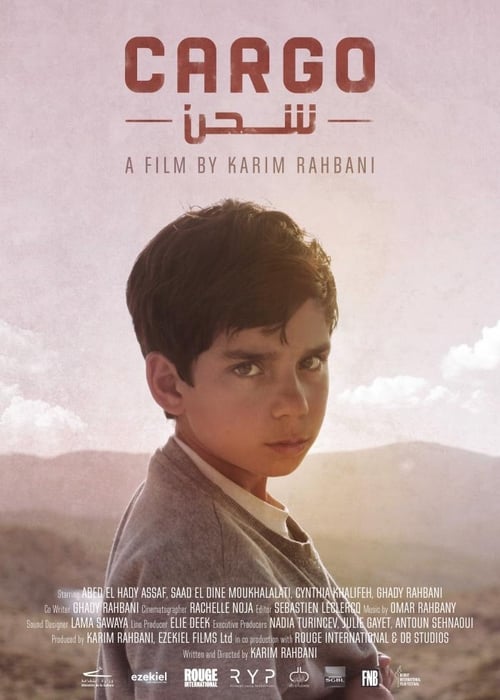 CARGO
شحن
A FILM BY KARIM RAHBANI
Starring ABED EL HADY ASSAF, SAAD EL DINE MOUKHALALATI, CYNTHIA KHALIFEH, GHADY RAHBANI
Co Writer GHADY RAHBANI Cinematographer RACHELLE NOJA Editor SEBASTIEN LECLERCQ Music by OMAR RAHBANY
Sound Designer LAMA SAWAYA Line Producer ELIE DEEK Executive Producers NADIA TURINCEV, JULIE GAYET, ANTOUN SEHNAOUI
Produced by KARIM RAHBANI, EZEKIEL FILMS Ltd in co production with ROUGE INTERNATIONAL & DB STUDIOS
Written and Directed by KARIM RAHBANI
ezekiel ROUGE INTERNATIONAL RYP SGBL FNB